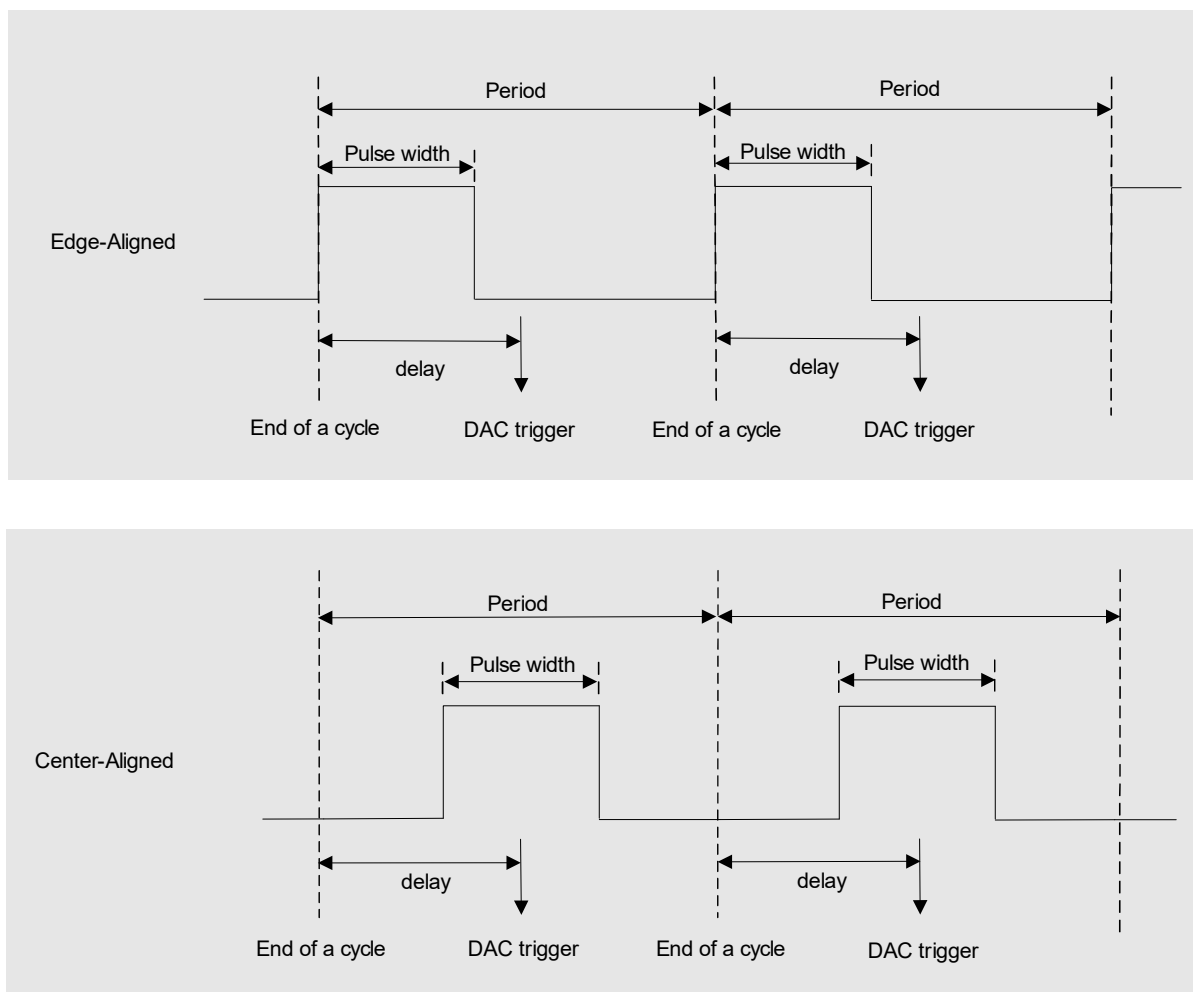 Period
Period
Pulse width
Pulse width
Edge-Aligned
delay
delay
End of a cycle
DAC trigger
End of a cycle
DAC trigger
Period
Period
Pulse width
Pulse width
Center-Aligned
delay
delay
End of a cycle
DAC trigger
End of a cycle
DAC trigger